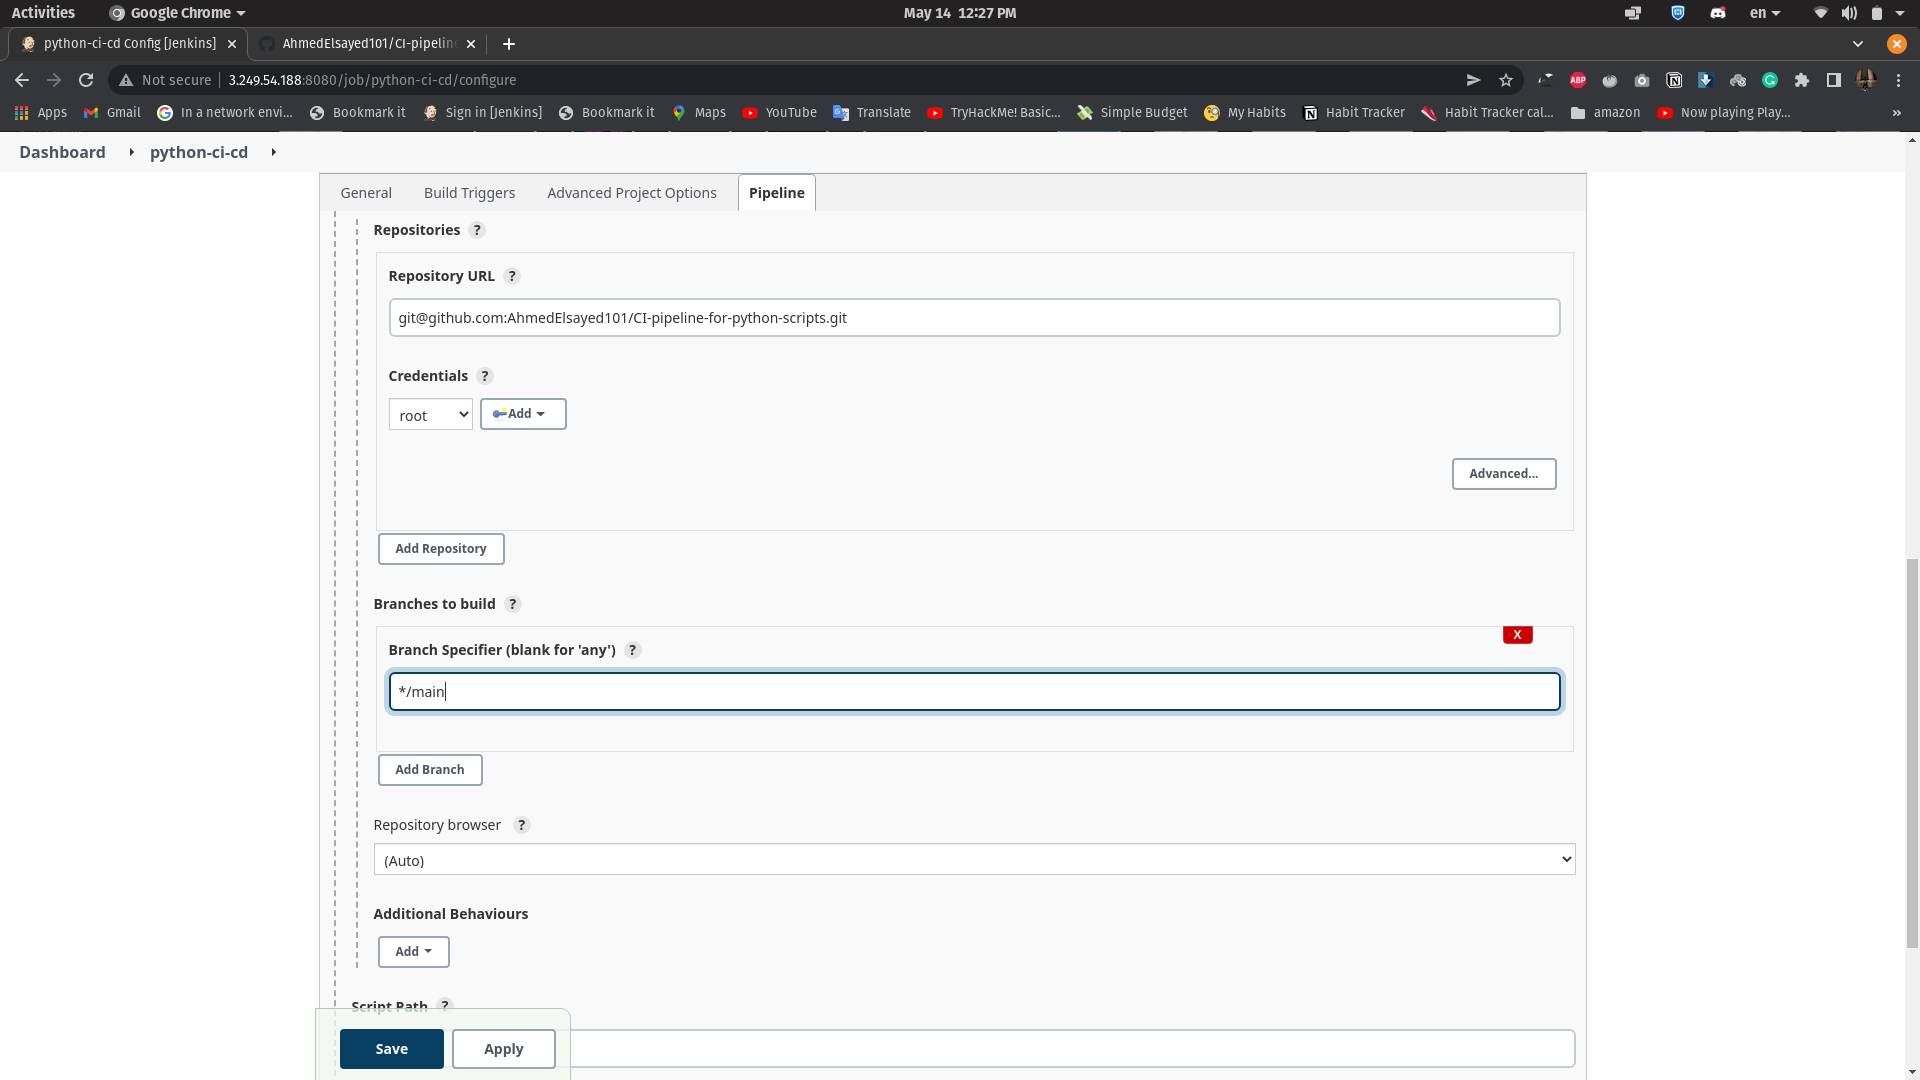 Activities
Google Chrome
May 14 12:27 PM
en
python-ci-cd Config [Jenkins]
AhmedElsayed101/CI-pipelin
Not secure
3.249.54.188:8080/job/python-ci-cd/configure
ABP
Apps
Gmail
In a network envi...
Bookmark it
Sign in [Jenkins]
Bookmark it
Maps
YouTube
Translate
TryHackMe! Basic...
Simple Budget
My Habits
Habit Tracker
Habit Tracker cal...
amazon
Now playing Play...
»
Dashboard
python-ci-cd
General
Build Triggers
Advanced Project Options
Pipeline
Repositories ?
Repository URL ?
git@github.com:AhmedElsayed101/CI-pipeline-for-python-scripts.git
Credentials ?
root
Add
Advanced...
Add Repository
Branches to build ?
X
Branch Specifier (blank for 'any') ?
*/main
Add Branch
Repository browser ?
(Auto)
Additional Behaviours
Add
Script Path ?
Save
Apply